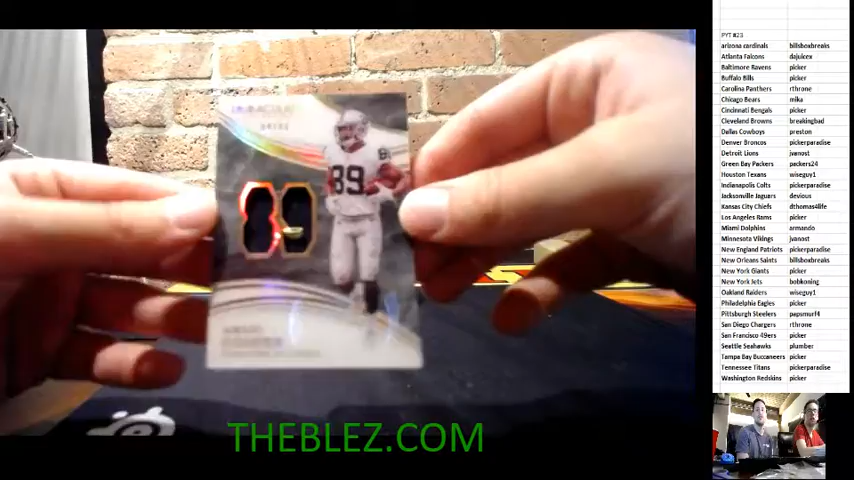 89
89
THEBLEZ.COM
PYT #23
arizona cardinals billsboxbreaks
Atlanta Falcons dajuicex
Baltimore Ravens picker
Buffalo Bills picker
Carolina Panthers rthrone
Chicago Bears mika
Cincinnati Bengals picker
Cleveland Browns breakingbad
Dallas Cowboys preston
Denver Broncos pickerparadise
Detroit Lions jvanost
Green Bay Packers packers24
Houston Texans wiseguy1
Indianapolis Colts pickerparadise
Jacksonville Jaguars devious
Kansas City Chiefs dthomas4life
Los Angeles Rams picker
Miami Dolphins armando
Minnesota Vikings jvanost
New England Patriots pickerparadise
New Orleans Saints billsboxbreaks
New York Giants picker
New York Jets bobkoning
Oakland Raiders wiseguy1
Philadelphia Eagles picker
Pittsburgh Steelers papsmurf4
San Diego Chargers rthrone
San Francisco 49ers picker
Seattle Seahawks plumber
Tampa Bay Buccaneers picker
Tennessee Titans pickerparadise
Washington Redskins picker